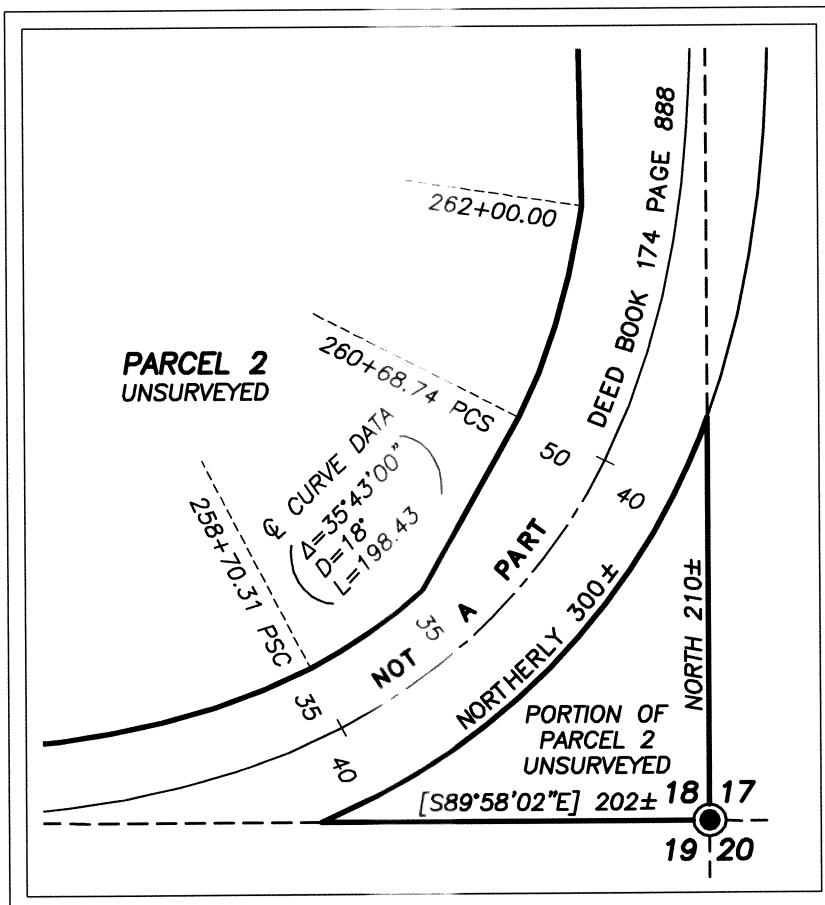 DEED BOOK 174 PAGE 888
262+00.00
260+68.74 PCS
PARCEL 2
UNSURVEYED
℄ CURVE DATA
Δ=35°43'00"
D=18°
L=198.43
258+70.31 PSC
50
40
35
NOT A PART
35
40
NORTHERLY 300±
NORTH 210±
PORTION OF
PARCEL 2
UNSURVEYED
[S89°58'02"E] 202±
18 17
19 20